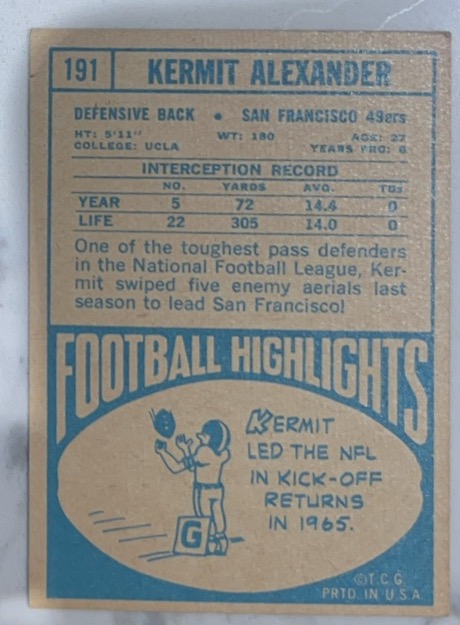 191 KERMIT ALEXANDER
DEFENSIVE BACK • SAN FRANCISCO 49ers
HT: 5'11" WT: 180 AGE: 27
COLLEGE: UCLA YEARS PRO: 6
INTERCEPTION RECORD
NO. YARDS AVG. TDs
YEAR 5 72 14.4 0
LIFE 22 305 14.0 0
One of the toughest pass defenders
in the National Football League, Ker-
mit swiped five enemy aerials last
season to lead San Francisco!
FOOTBALL HIGHLIGHTS
KERMIT
LED THE NFL
IN KICK-OFF
RETURNS
IN 1965.
G
©T.C.G.
PRTD. IN U.S.A